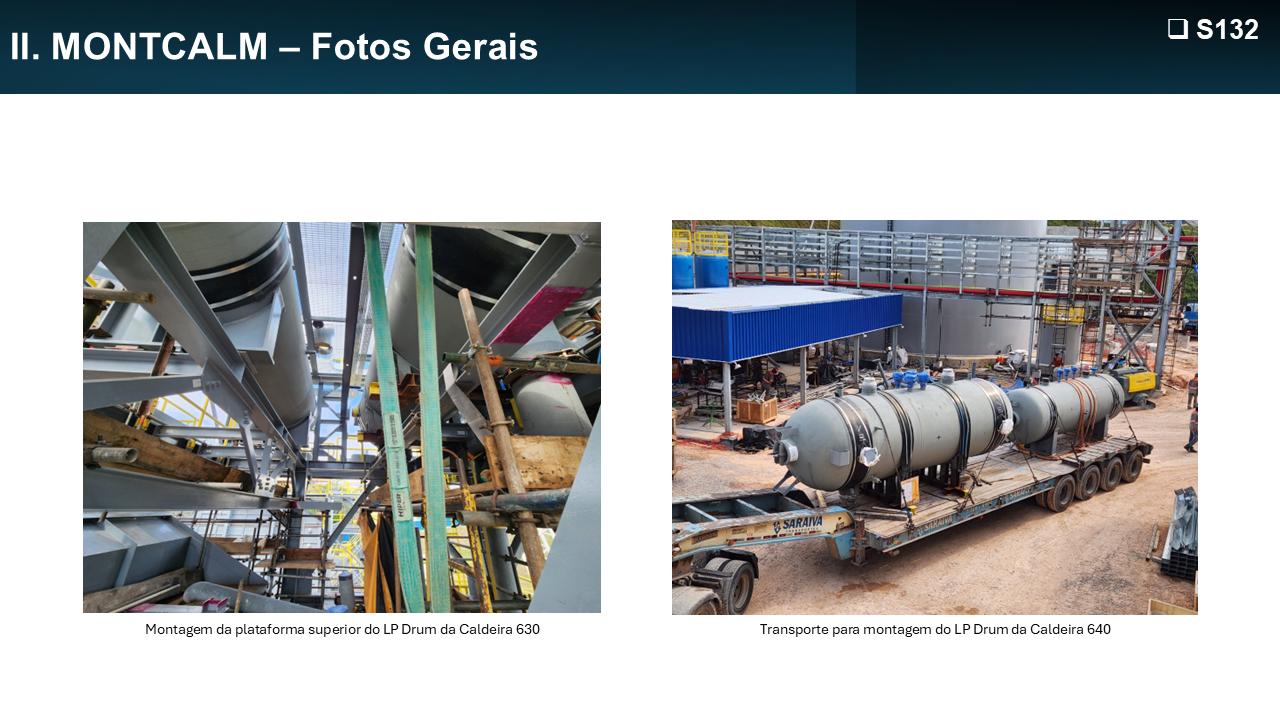 II. MONTCALM – Fotos Gerais
❑ S132
SARAIVA
Montagem da plataforma superior do LP Drum da Caldeira 630
Transporte para montagem do LP Drum da Caldeira 640